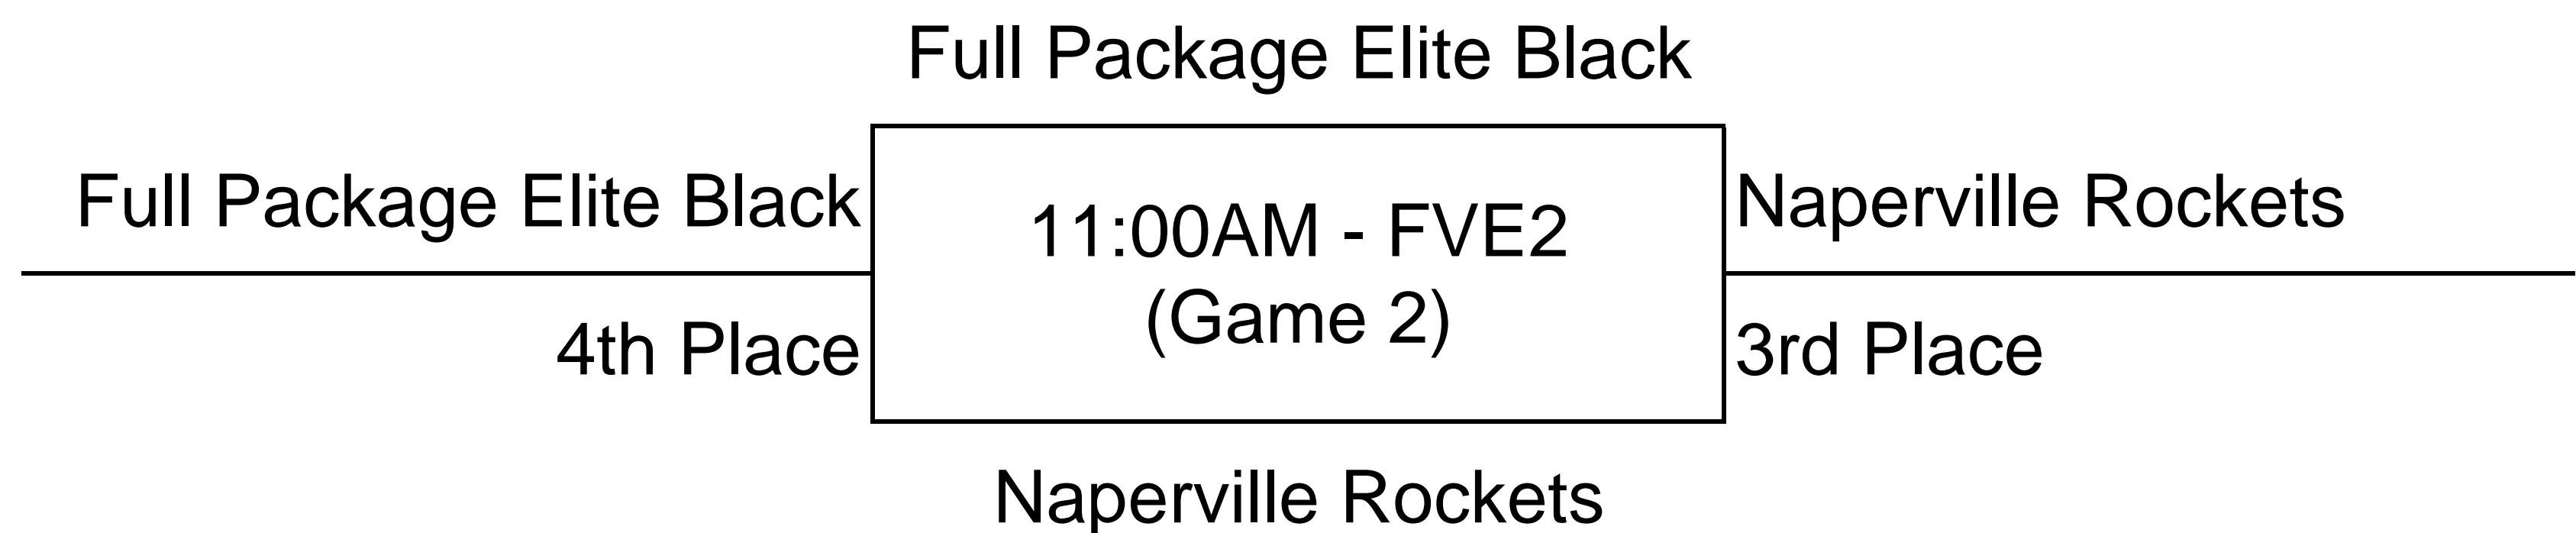 Full Package Elite Black
Full Package Elite Black
11:00AM - FVE2
(Game 2)
Naperville Rockets
4th Place
3rd Place
Naperville Rockets